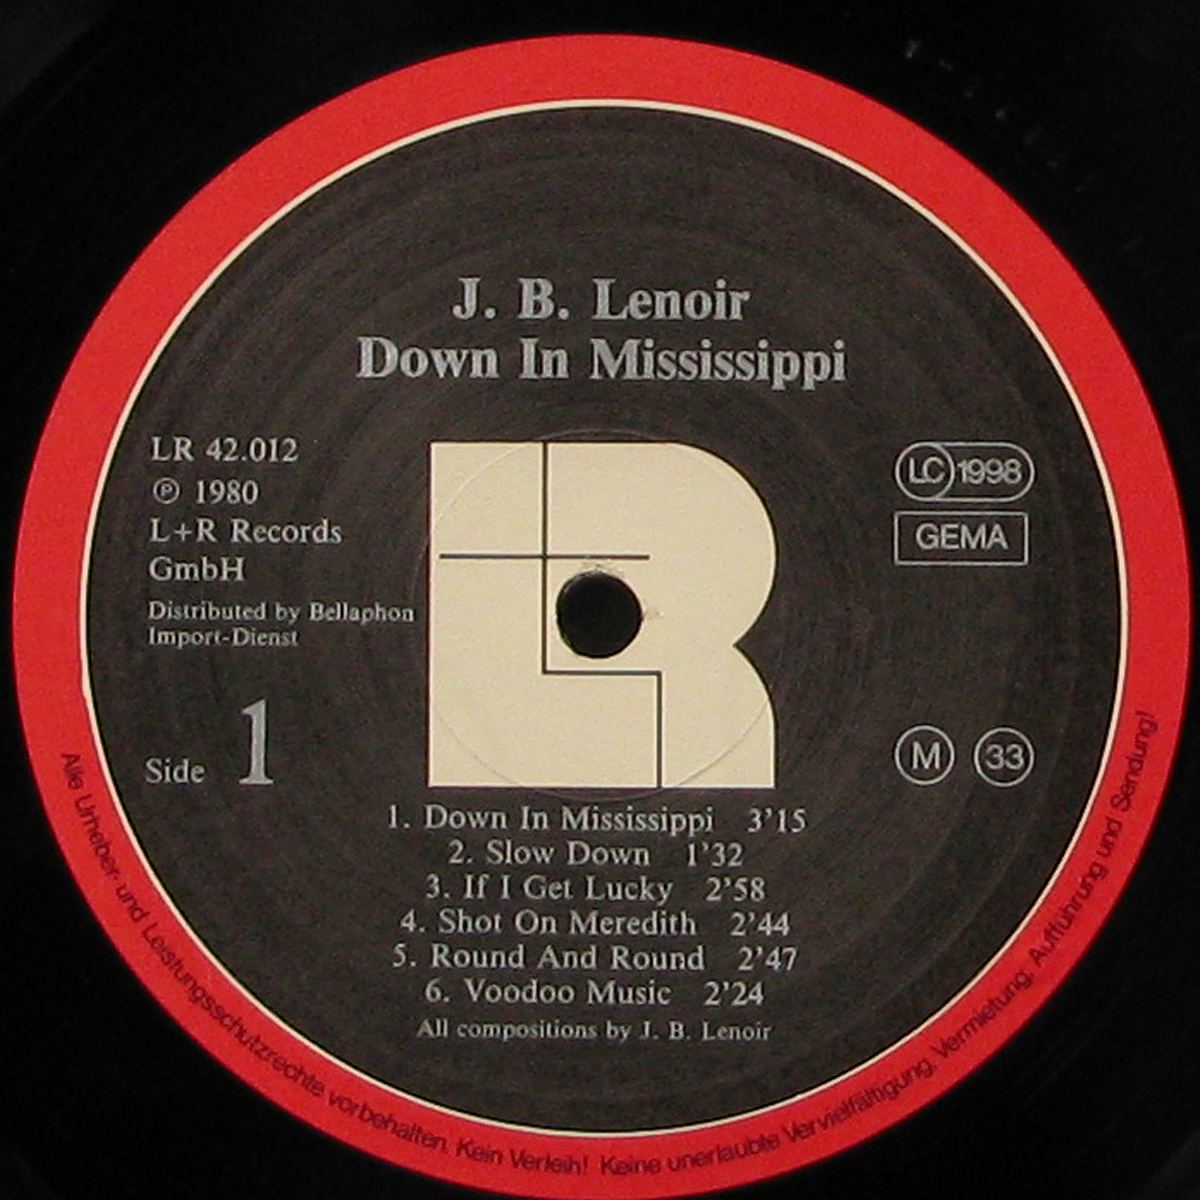 J. B. Lenoir
Down In Mississippi
LR 42.012
℗ 1980
L+R Records
GmbH
Distributed by Bellaphon
Import-Dienst
Side 1
LR
LC 1998
GEMA
M 33
1. Down In Mississippi 3'15
2. Slow Down 1'32
3. If I Get Lucky 2'58
4. Shot On Meredith 2'44
5. Round And Round 2'47
6. Voodoo Music 2'24
All compositions by J. B. Lenoir
Alle Urheber- und Leistungsschutzrechte vorbehalten. Kein Verleih! Keine unerlaubte Vervielfältigung, Vermietung, Aufführung und Sendung!